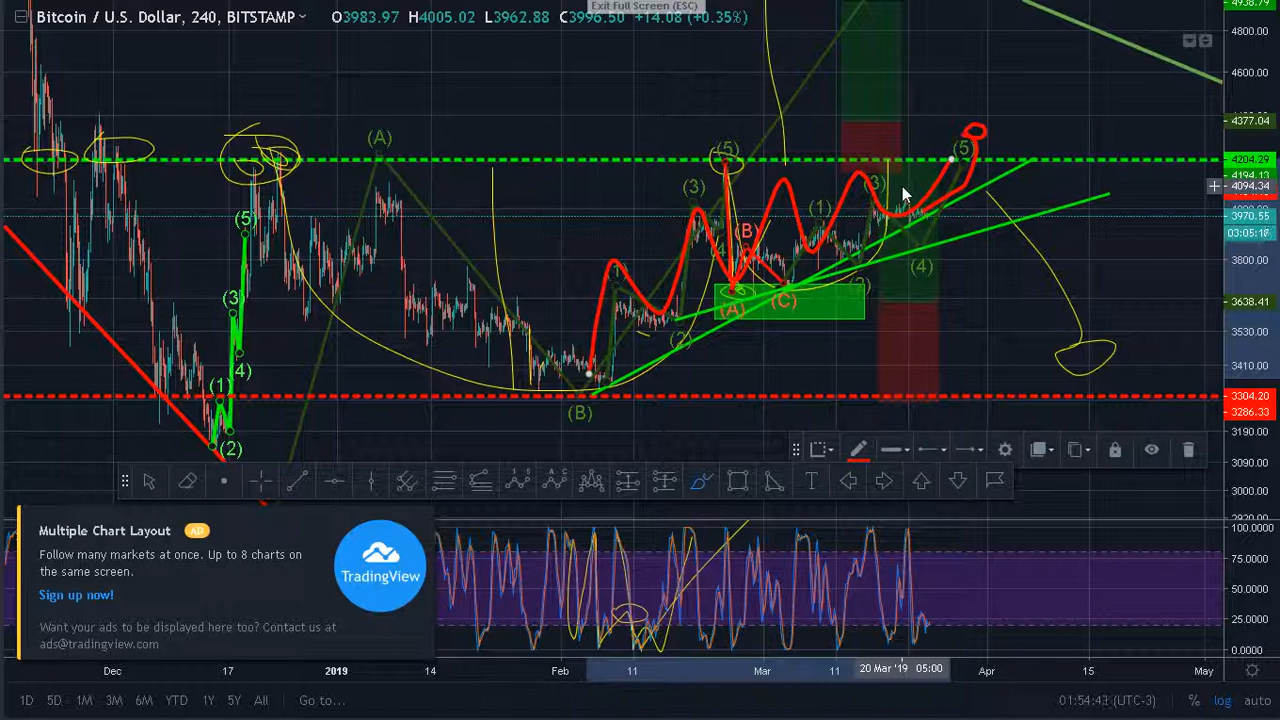 Exit Full Screen (ESC)
Bitcoin / U.S. Dollar, 240, BITSTAMP O3983.97 H4005.02 L3962.88 C3996.50 +14.08 (+0.35%)
4938.79
4800.00
4600.00
4377.04
4204.29
4194.13
4094.34
3970.55
03:05:17
3800.00
3638.41
3530.00
3410.00
3304.20
3286.33
3190.00
3090.00
3000.00
(A)
(5)
(3)
(5)
(3)
(5)
(B)
(1)
(4)
(3)
(A)
(C)
(2)
(4)
(1)
(2)
(B)
Multiple Chart Layout AD
Follow many markets at once. Up to 8 charts on
the same screen.
Sign up now!
Want your ads to be displayed here too? Contact us at
ads@tradingview.com
TradingView
T
100.0000
75.0000
50.0000
25.0000
0.0000
Dec 17 2019 14 Feb 11 Mar 11 20 Mar '19 05:00 Apr 15 May
1D 5D 1M 3M 6M YTD 1Y 5Y All Go to... 01:54:43 (UTC-3) % log auto